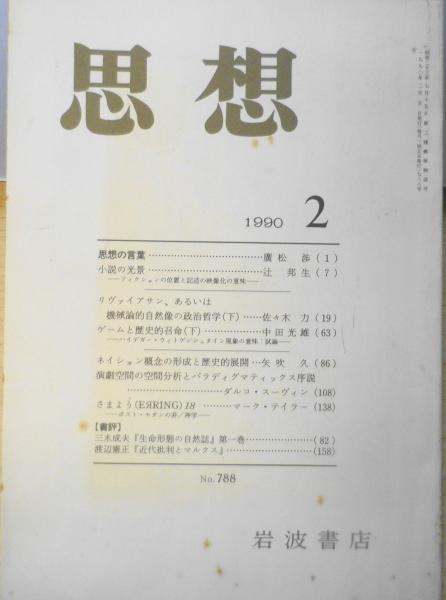 思想
1990 2
思想の言葉……………………………廣松 渉(1)
小説の光景……………………………辻 邦生(7)
――フィクションの位置と記述の映像化の意味――
リヴァイアサン、あるいは
機械論的自然像の政治哲学(下)……佐々木 力(19)
ゲームと歴史的召命(下)……………中田光雄(63)
――ハイデガー・ウィトゲンシュタイン現象の意味:試論――
ネイション概念の形成と歴史的展開…矢吹 久(86)
演劇空間の空間分析とパラディグマティックス序説
……………ダルコ・スーヴィン(108)
さまよう(EЯRING)18 ………マーク・テイラー(138)
――ポスト・モダンの非/神学――
【書評】
三木成夫『生命形態の自然誌』第一巻……………………(82)
渡辺憲正『近代批判とマルクス』……………………(158)
No.788
岩波書店